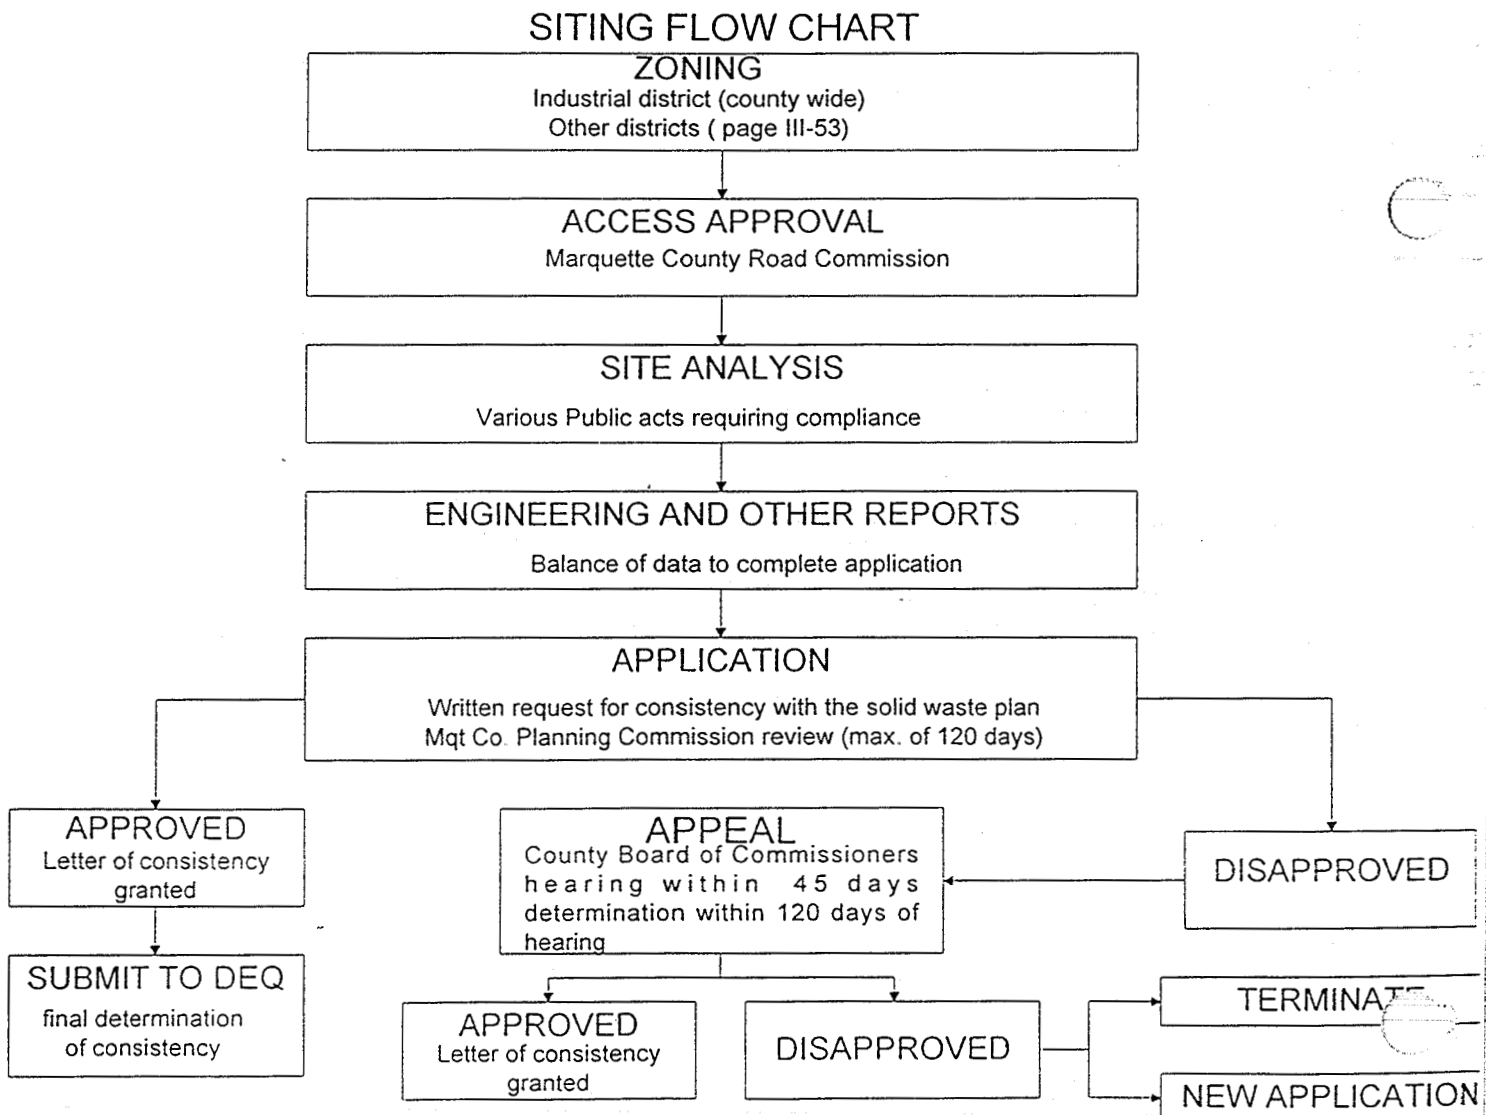 SITING FLOW CHART
ZONING
Industrial district (county wide)
Other districts ( page III-53)
ACCESS APPROVAL
Marquette County Road Commission
SITE ANALYSIS
Various Public acts requiring compliance
ENGINEERING AND OTHER REPORTS
Balance of data to complete application
APPLICATION
Written request for consistency with the solid waste plan
Mqt Co. Planning Commission review (max. of 120 days)
APPROVED
Letter of consistency
granted
APPEAL
County Board of Commissioners
hearing within 45 days
determination within 120 days of
hearing
DISAPPROVED
SUBMIT TO DEQ
final determination
of consistency
APPROVED
Letter of consistency
granted
DISAPPROVED
TERMINATE
NEW APPLICATION